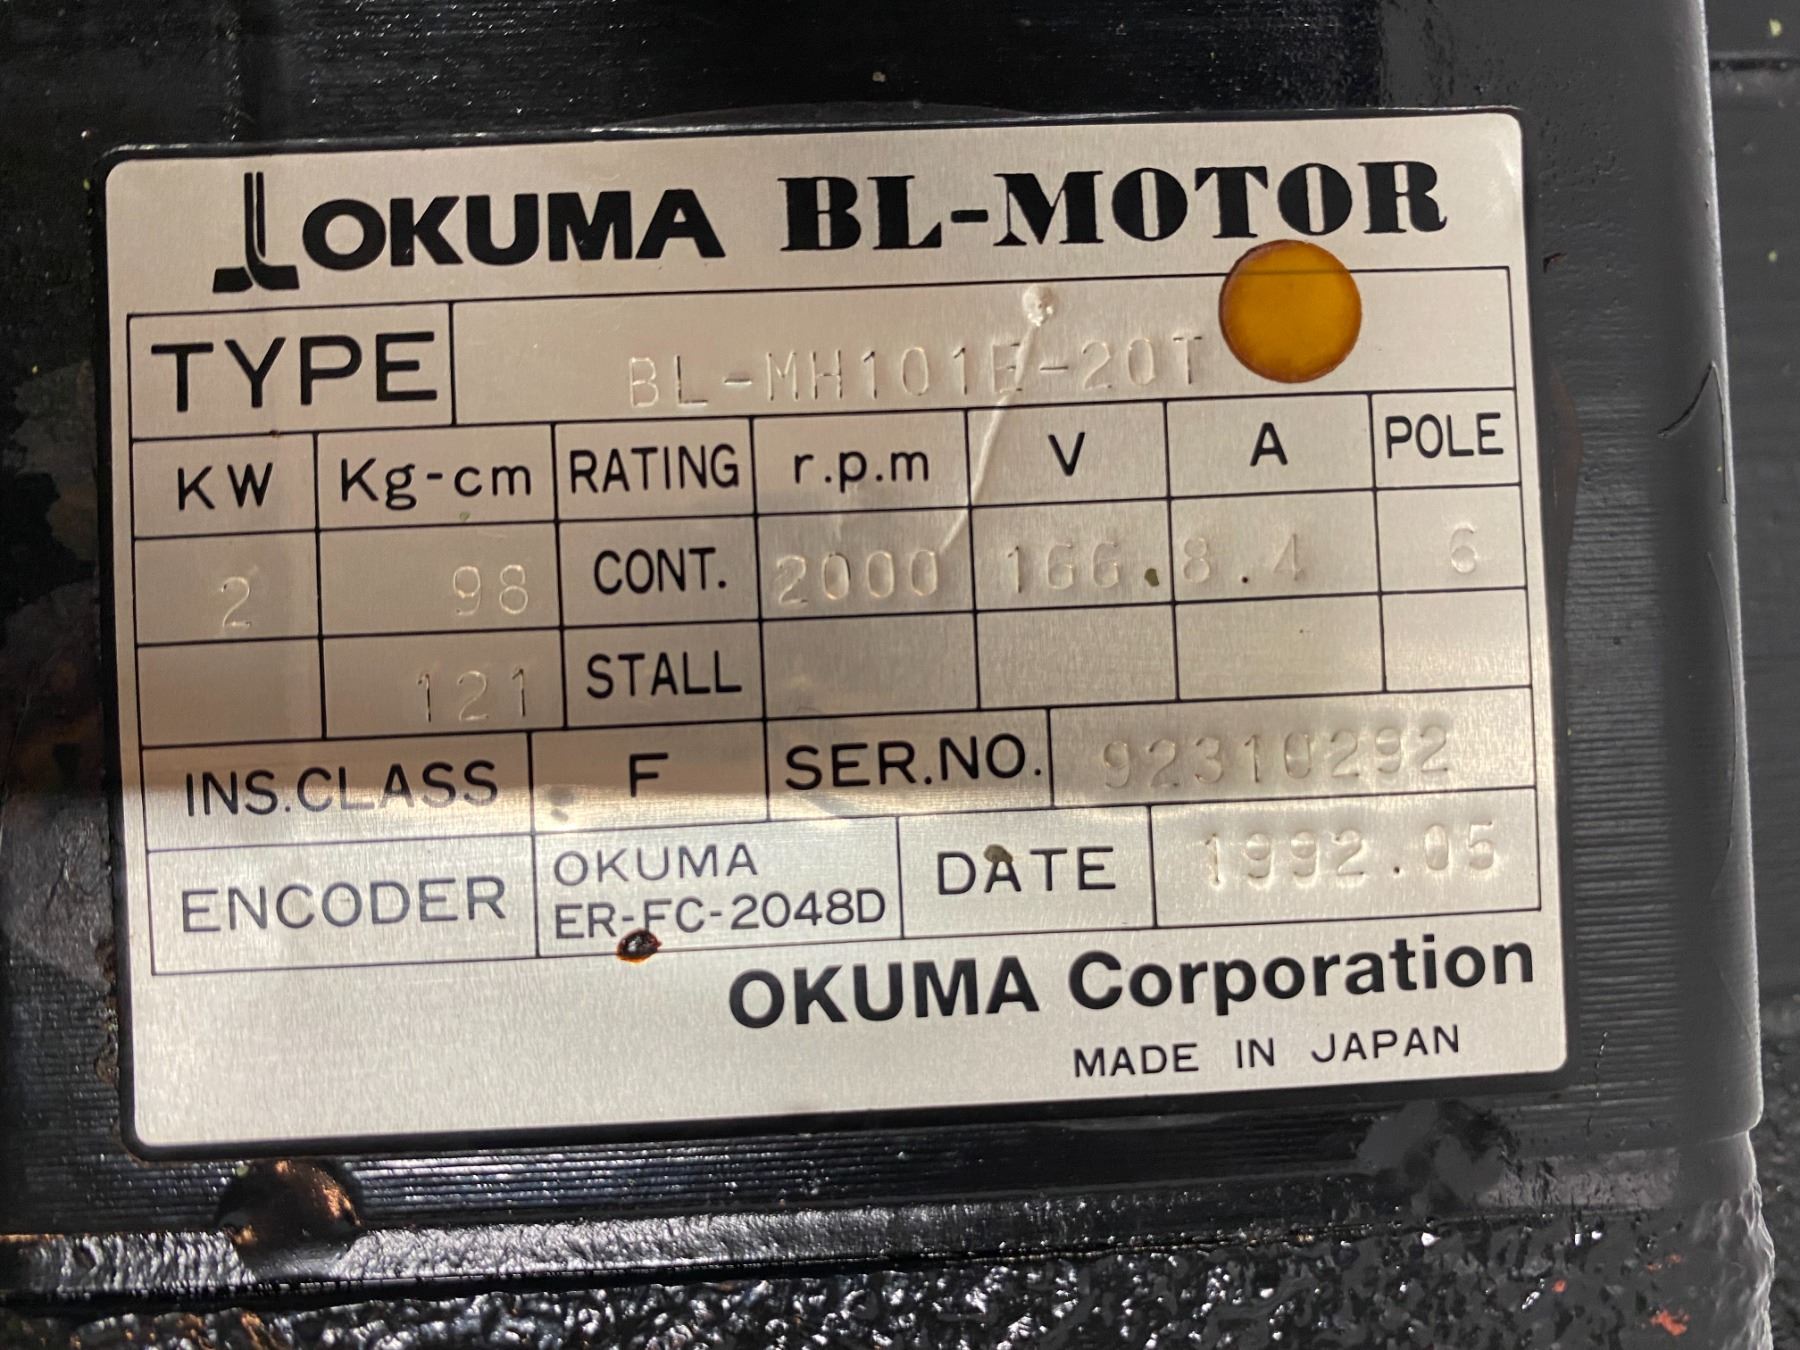 OKUMA BL-MOTOR
TYPE BL-MH101E-20T
KW Kg-cm RATING r.p.m V A POLE
2 98 CONT. 2000 166. 8.4 6
121 STALL
INS.CLASS F SER.NO. 92310292
ENCODER OKUMA ER-FC-2048D DATE 1992.05
OKUMA Corporation
MADE IN JAPAN